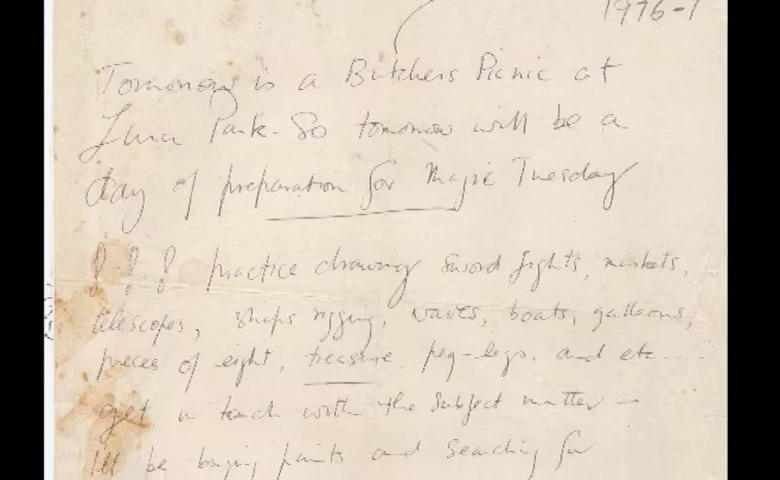 1976-7
Tomorrow is a Butchers Picnic at
Luna Park. So tomorrow will be a
day of preparation for Magic Tuesday
!!! practice drawing Sword fights, muskets,
telescopes, ships rigging, waves, boats, galleons,
pieces of eight, treasure, peg-legs. and etc....
get in touch with the Subject matter -
I'll be buying paints and Searching for